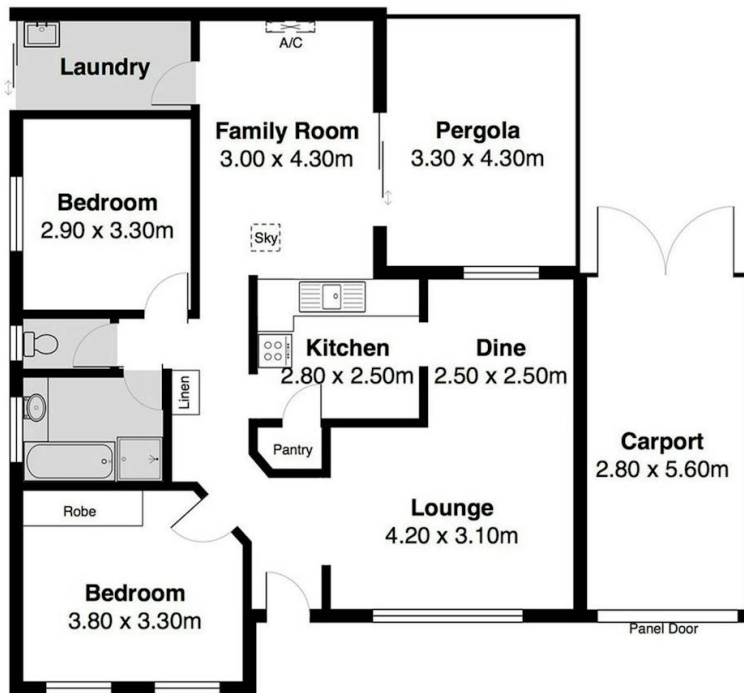 A/C
Laundry
Family Room
3.00 x 4.30m
Pergola
3.30 x 4.30m
Bedroom
2.90 x 3.30m
Sky
Kitchen
2.80 x 2.50m
Dine
2.50 x 2.50m
Linen
Pantry
Carport
2.80 x 5.60m
Robe
Lounge
4.20 x 3.10m
Bedroom
3.80 x 3.30m
Panel Door